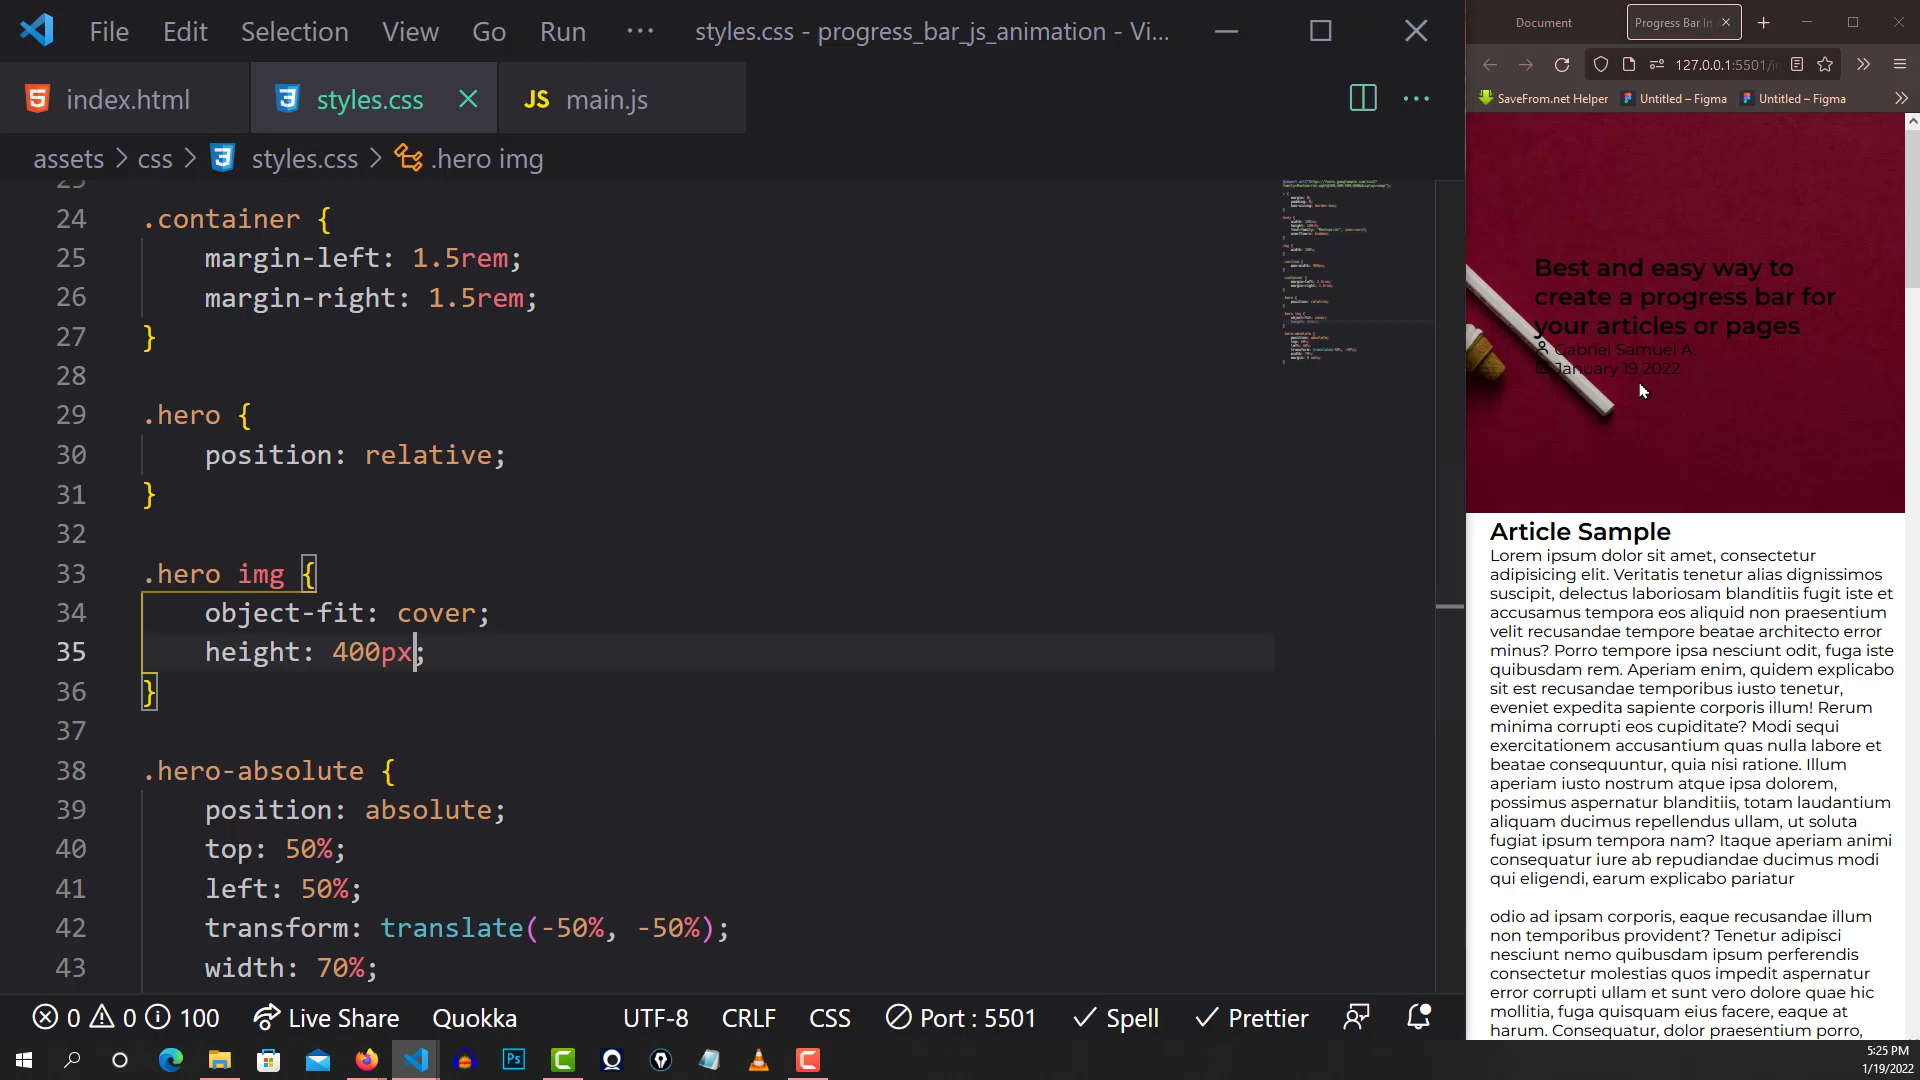 File Edit Selection View Go Run ··· styles.css - progress_bar_js_animation - Vi...
index.html styles.css JS main.js
assets > css > styles.css > .hero img
24 .container {
25 margin-left: 1.5rem;
26 margin-right: 1.5rem;
27 }
28
29 .hero {
30 position: relative;
31 }
32
33 .hero img {
34 object-fit: cover;
35 height: 400px;
36 }
37
38 .hero-absolute {
39 position: absolute;
40 top: 50%;
41 left: 50%;
42 transform: translate(-50%, -50%);
43 width: 70%;
0 0 100 Live Share Quokka UTF-8 CRLF CSS Port : 5501 Spell Prettier
Document Progress Bar In
127.0.0.1:5501/i
SaveFrom.net Helper Untitled – Figma Untitled – Figma
Best and easy way to
create a progress bar for
your articles or pages
Gabriel Samuel A.
January 19 2022
Article Sample
Lorem ipsum dolor sit amet, consectetur
adipisicing elit. Veritatis tenetur alias dignissimos
suscipit, delectus laboriosam blanditiis fugit iste et
accusamus tempora eos aliquid non praesentium
velit recusandae tempore beatae architecto error
minus? Porro tempore ipsa nesciunt odit, fuga iste
quibusdam rem. Aperiam enim, quidem explicabo
sit est recusandae temporibus iusto tenetur,
eveniet expedita sapiente corporis illum! Rerum
minima corrupti eos cupiditate? Modi sequi
exercitationem accusantium quas nulla labore et
beatae consequuntur, quia nisi ratione. Illum
aperiam iusto nostrum atque ipsa dolorem,
possimus aspernatur blanditiis, totam laudantium
aliquam ducimus repellendus ullam, ut soluta
fugiat ipsum tempora nam? Itaque aperiam animi
consequatur iure ab repudiandae ducimus modi
qui eligendi, earum explicabo pariatur
odio ad ipsam corporis, eaque recusandae illum
non temporibus provident? Tenetur adipisci
nesciunt nemo quibusdam ipsum perferendis
consectetur molestias quos impedit aspernatur
error corrupti ullam et sunt vero dolore quae hic
mollitia, fuga quisquam eius facere, eaque at
harum. Consequatur, dolor praesentium porro,
Ps
5:25 PM
1/19/2022